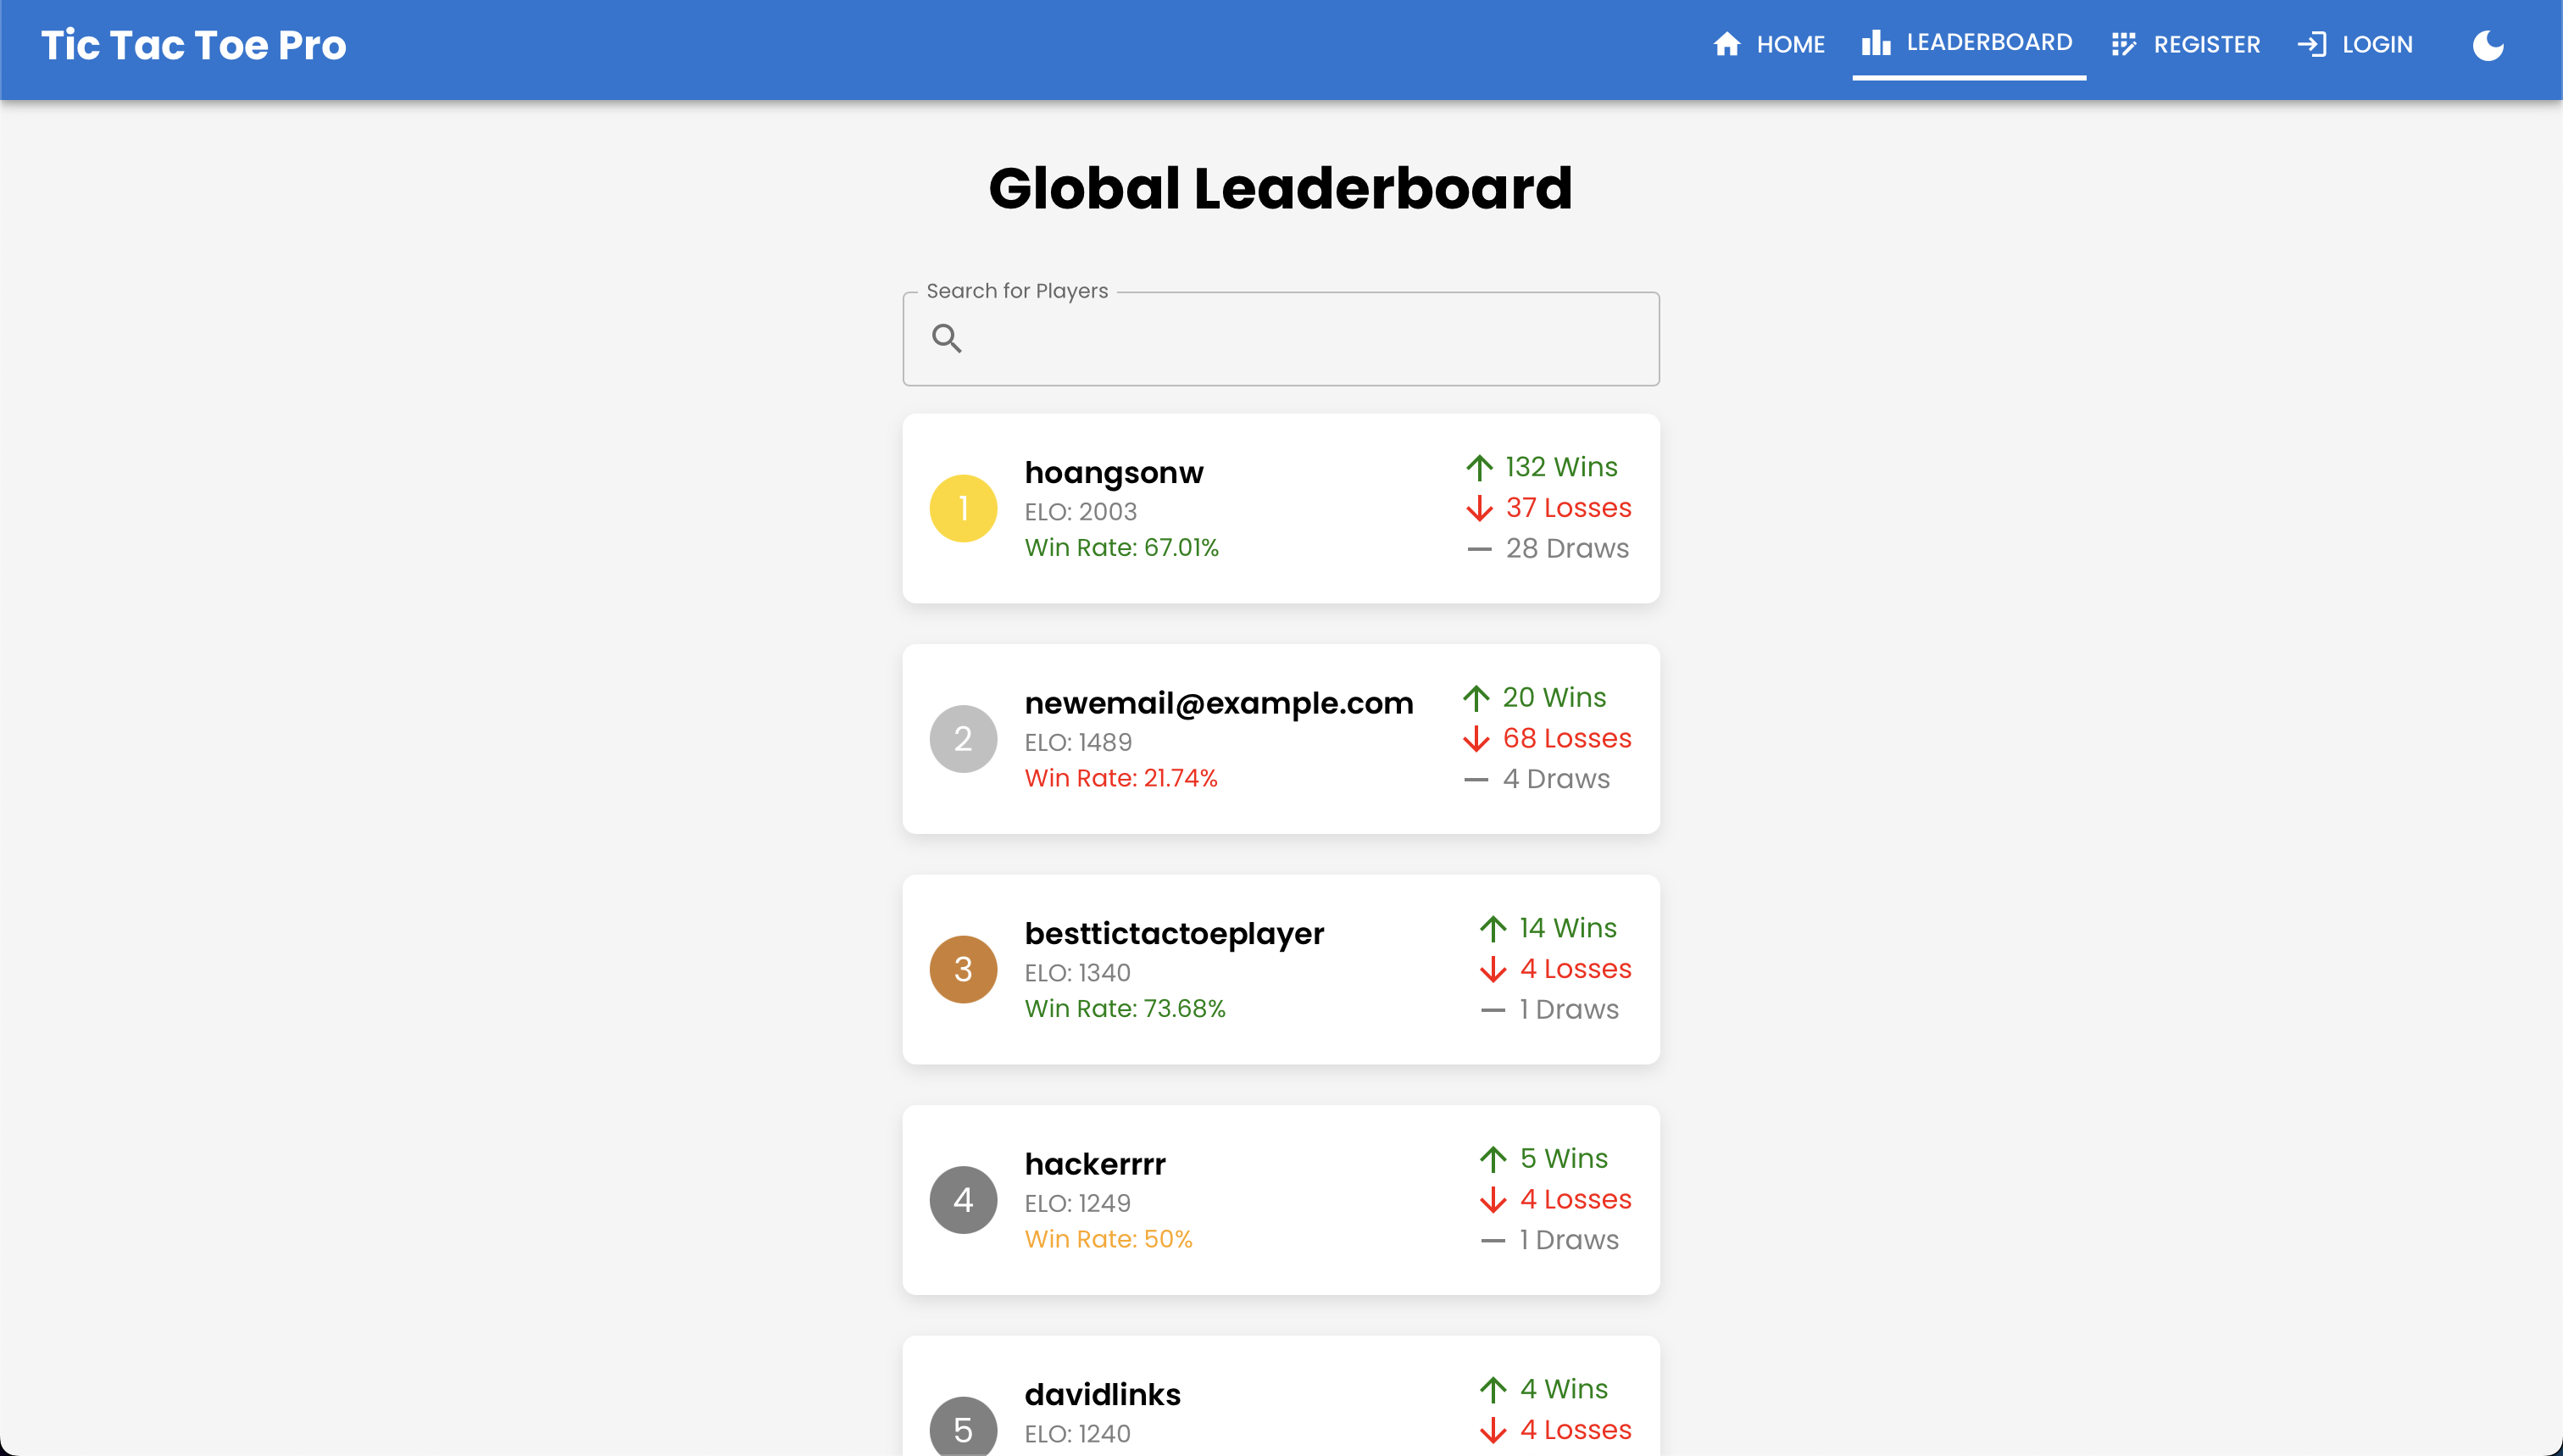 Tic Tac Toe Pro
HOME
LEADERBOARD
REGISTER
LOGIN
Global Leaderboard
Search for Players
1
hoangsonw
ELO: 2003
Win Rate: 67.01%
132 Wins
37 Losses
28 Draws
2
newemail@example.com
ELO: 1489
Win Rate: 21.74%
20 Wins
68 Losses
4 Draws
3
besttictactoeplayer
ELO: 1340
Win Rate: 73.68%
14 Wins
4 Losses
1 Draws
4
hackerrrr
ELO: 1249
Win Rate: 50%
5 Wins
4 Losses
1 Draws
5
davidlinks
ELO: 1240
4 Wins
4 Losses